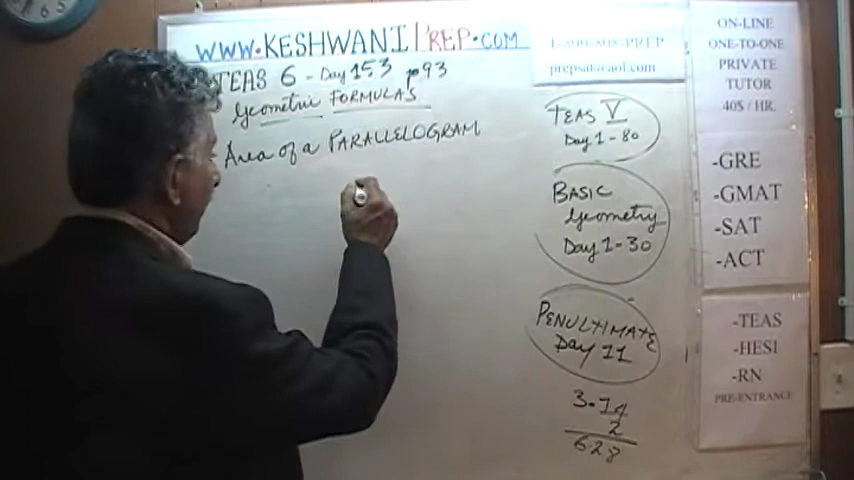 WWW.KESHWANIPREP.COM
TEAS 6 - Day 153 p93
Geometric FORMULAS
Area of a PARALLELOGRAM
1-800-808-PREP
prepsat@aol.com
TEAS V
Day 1-80
BASIC
Geometry
Day 1-30
PENULTIMATE
Day 11
3.14
2
6.28
ON-LINE
ONE-TO-ONE
PRIVATE
TUTOR
40$ / HR.
-GRE
-GMAT
-SAT
-ACT
-TEAS
-HESI
-RN
PRE-ENTRANCE